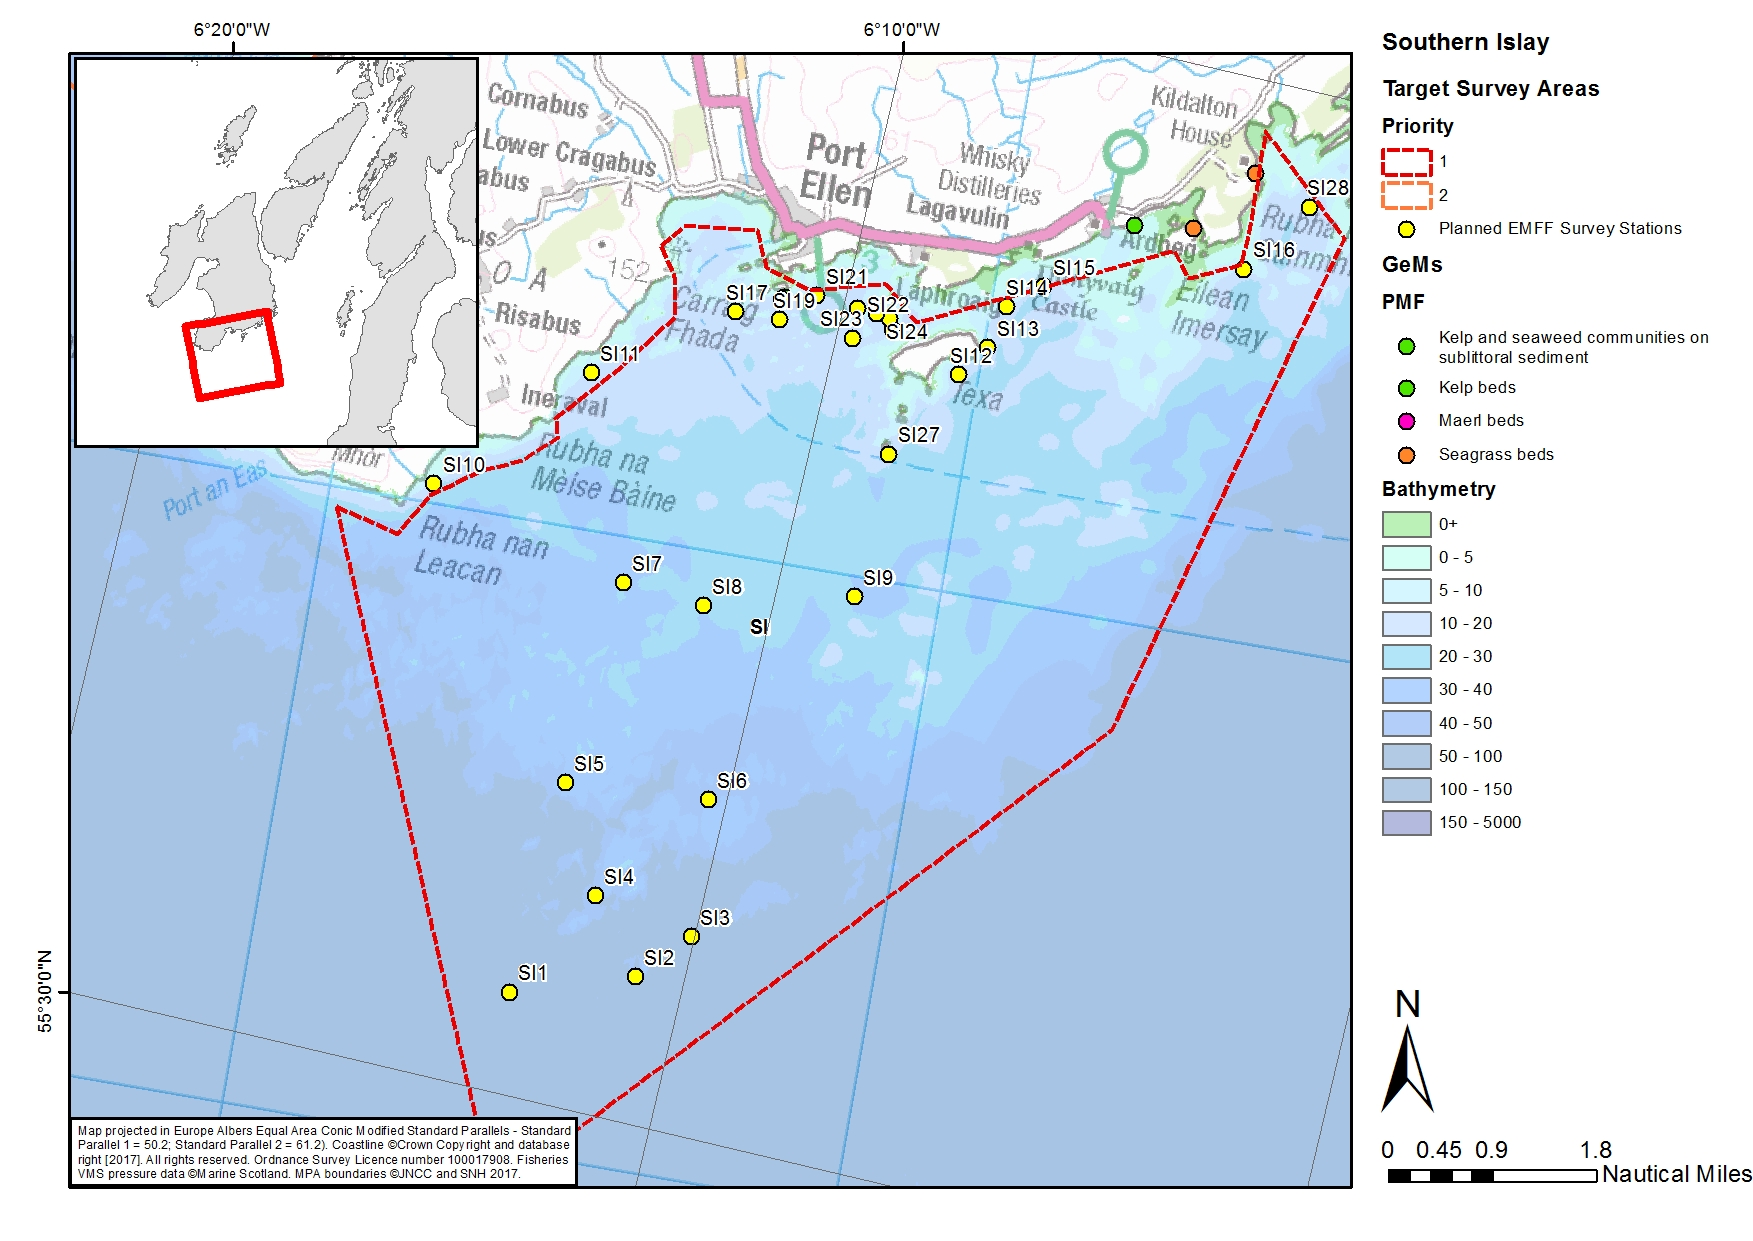 6°20'0"W
6°10'0"W
Southern Islay
Target Survey Areas
Priority
1
2
Planned EMFF Survey Stations
GeMs
PMF
Kelp and seaweed communities on
sublittoral sediment
Kelp beds
Maerl beds
Seagrass beds
Bathymetry
0+
0 - 5
5 - 10
10 - 20
20 - 30
30 - 40
40 - 50
50 - 100
100 - 150
150 - 5000
N
0 0.45 0.9 1.8
Nautical Miles
Cornabus
Lower Cragabus
abus
Port
Ellen
61
Whisky
Distilleries
Lagavulin
Kildalton
House
O A
152
Risabus
Carraig
Fhàda
3
Laphroaig
Castle
Ardbeg
Eilean
Imersay
Rubha
Texa
Ineraval
Rubha na
Mèise Bàine
Mhòr
Port an Eas
Rubha nan
Leacan
SI28
SI16
SI15
SI14
SI13
SI12
SI21
SI22
SI17
SI19
SI23
SI24
SI11
SI27
SI10
SI7
SI8
SI9
SI
SI5
SI6
SI4
SI3
SI2
SI1
55°30'0"N
Map projected in Europe Albers Equal Area Conic Modified Standard Parallels - Standard
Parallel 1 = 50.2; Standard Parallel 2 = 61.2). Coastline ©Crown Copyright and database
right [2017]. All rights reserved. Ordnance Survey Licence number 100017908. Fisheries
VMS pressure data ©Marine Scotland. MPA boundaries ©JNCC and SNH 2017.